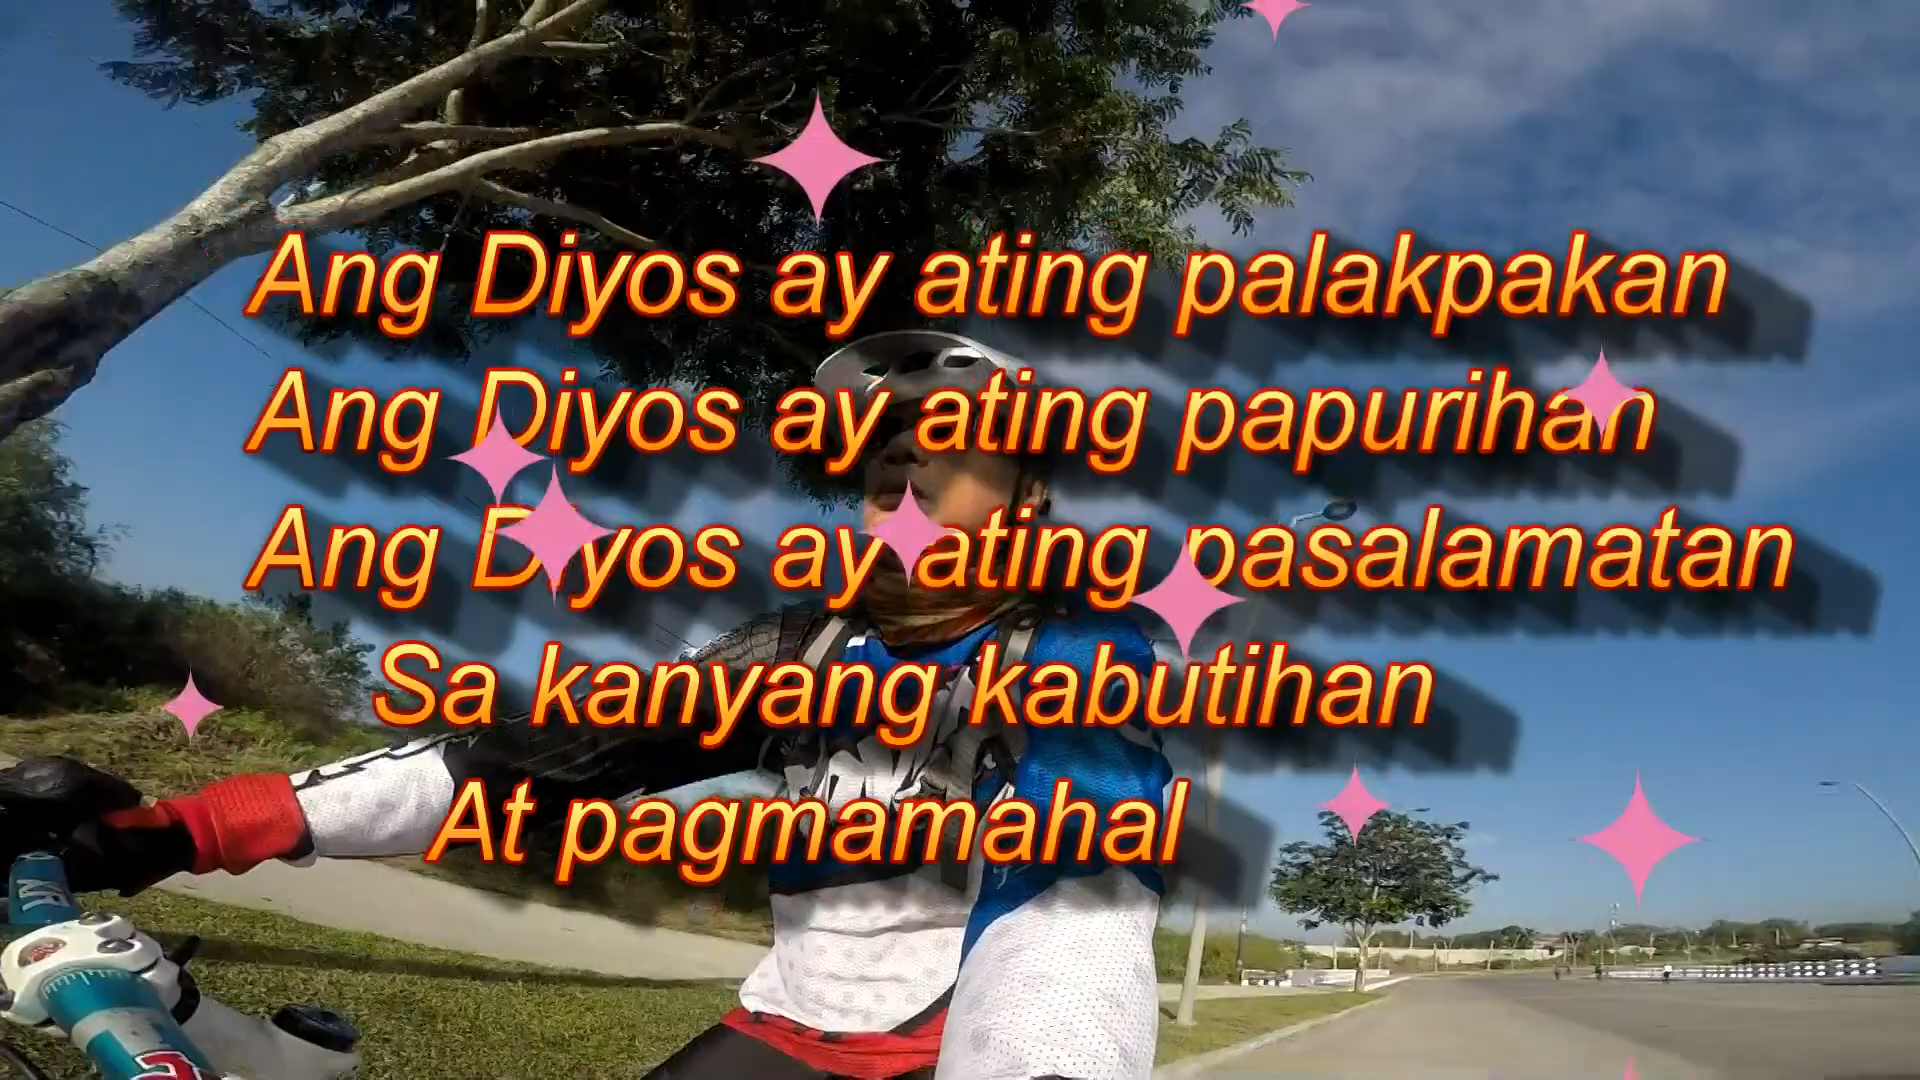 Ang Diyos ay ating palakpakan
Ang Diyos ay ating papurihan
Ang Diyos ay ating pasalamatan
Sa kanyang kabutihan
At pagmamahal